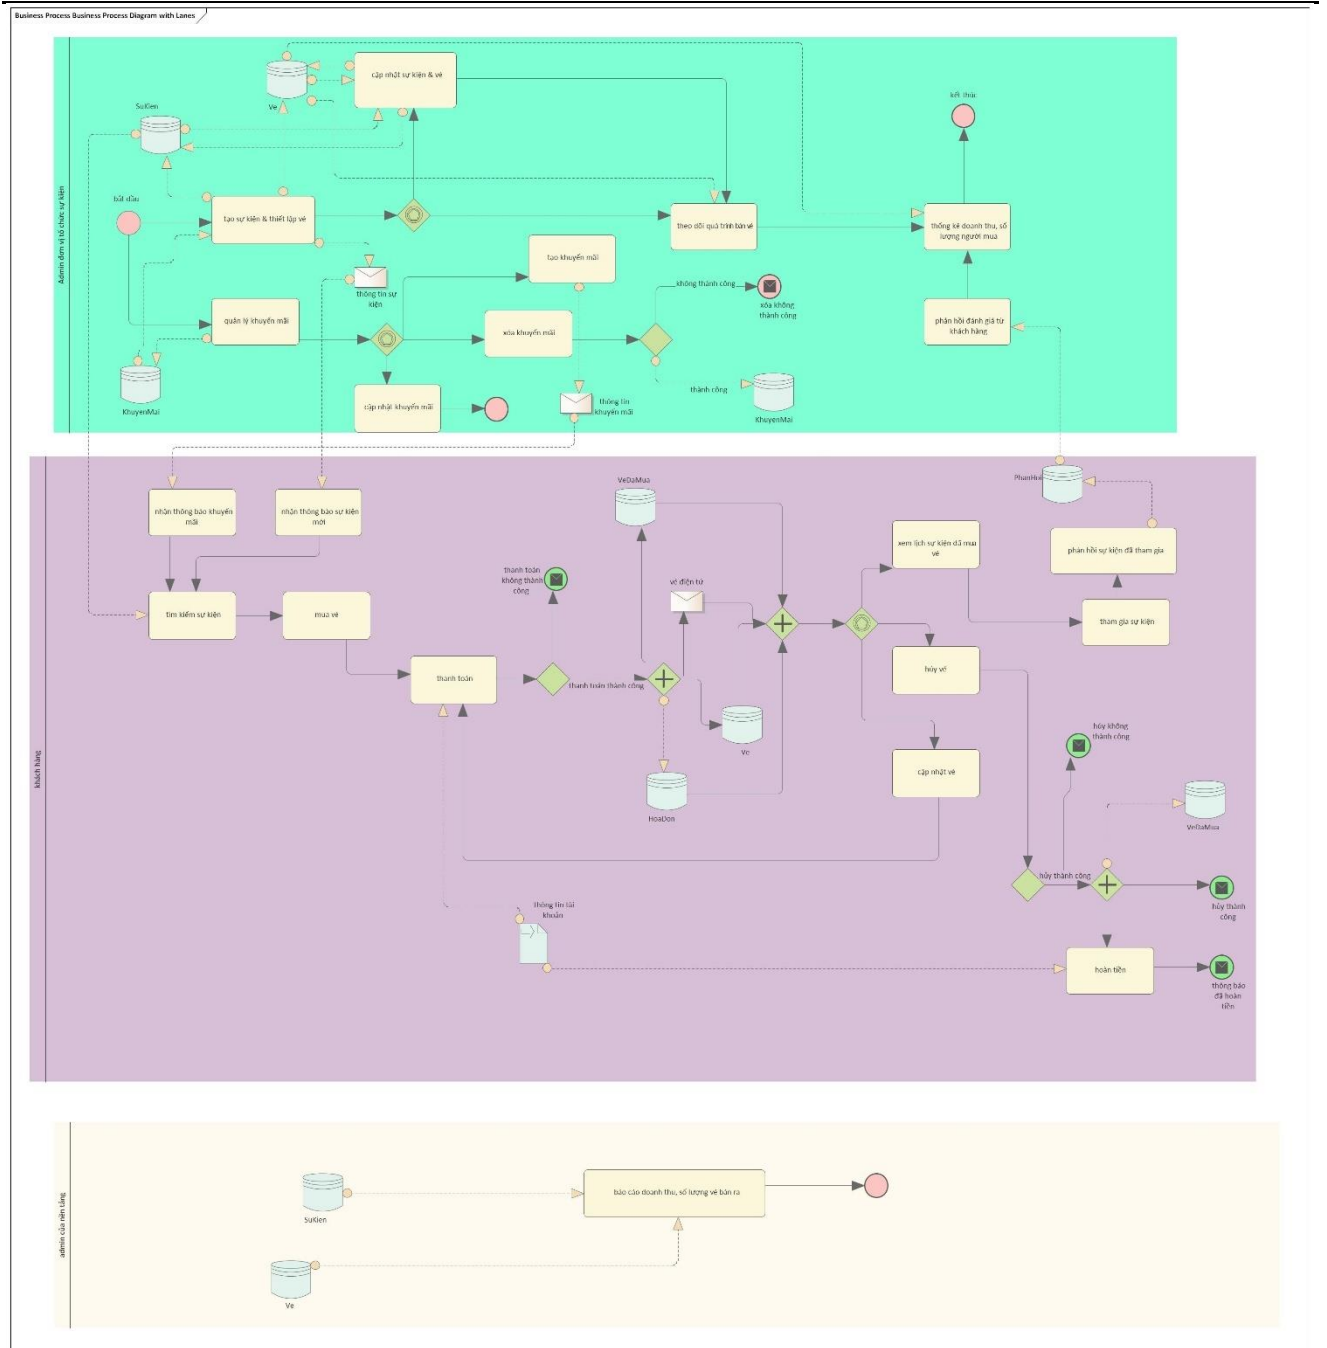 Business Process Business Process Diagram with Lanes
Admin đơn vị tổ chức sự kiện
Ve
cập nhật sự kiện & vé
SuKien
kết thúc
bắt đầu
tạo sự kiện & thiết lập vé
theo dõi quá trình bán vé
thống kê doanh thu, số
lượng người mua
tạo khuyến mãi
thông tin sự
kiện
không thành công
xóa không
thành công
quản lý khuyến mãi
xóa khuyến mãi
phản hồi đánh giá từ
khách hàng
thành công
KhuyenMai
cập nhật khuyến mãi
thông tin
khuyến mãi
KhuyenMai
khách hàng
nhận thông báo khuyến
mãi
nhận thông báo sự kiện
mới
VeDaMua
PhanHoi
xem lịch sự kiện đã mua
vé
phản hồi sự kiện đã tham gia
thanh toán
không thành
công
vé điện tử
tìm kiếm sự kiện
mua vé
tham gia sự kiện
thanh toán
thanh toán thành công
hủy vé
Ve
hủy không
thành công
cập nhật vé
HoaDon
VeDaMua
hủy thành công
hủy thành
công
thông tin tài
khoản
hoàn tiền
thông báo
đã hoàn
tiền
admin của nền tảng
SuKien
báo cáo doanh thu, số lượng vé bán ra
Ve